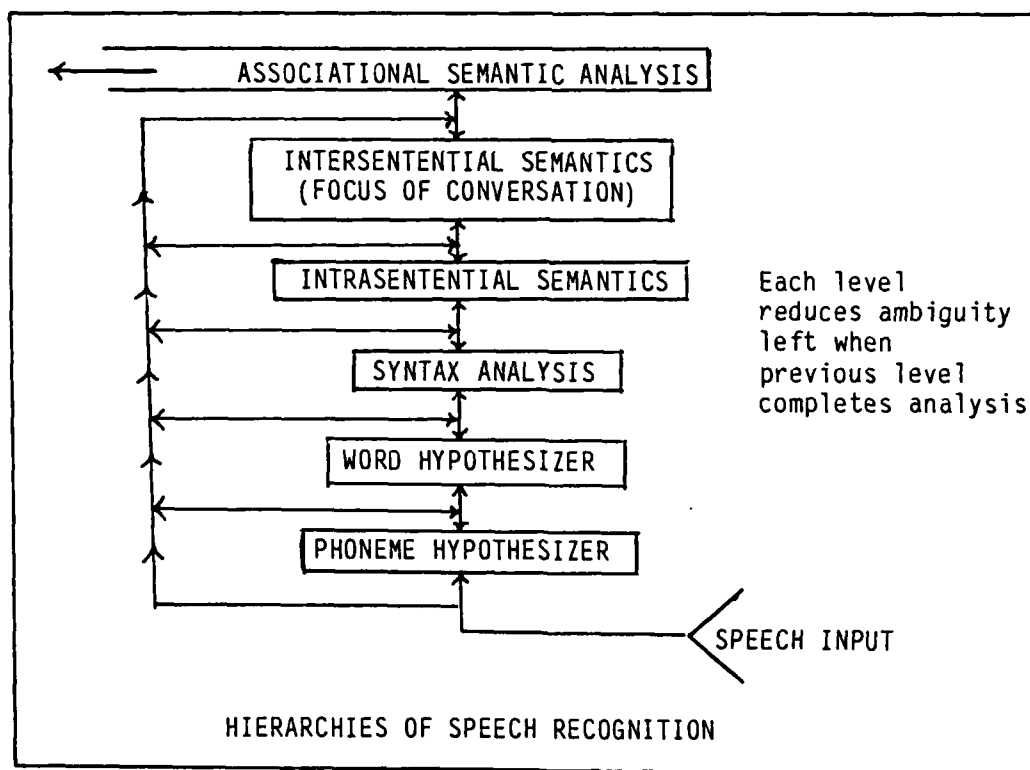 ASSOCIATIONAL SEMANTIC ANALYSIS
INTERSENTENTIAL SEMANTICS
(FOCUS OF CONVERSATION)
INTRASENTENTIAL SEMANTICS
Each level
reduces ambiguity
left when
previous level
completes analysis
SYNTAX ANALYSIS
WORD HYPOTHESIZER
PHONEME HYPOTHESIZER
SPEECH INPUT
HIERARCHIES OF SPEECH RECOGNITION